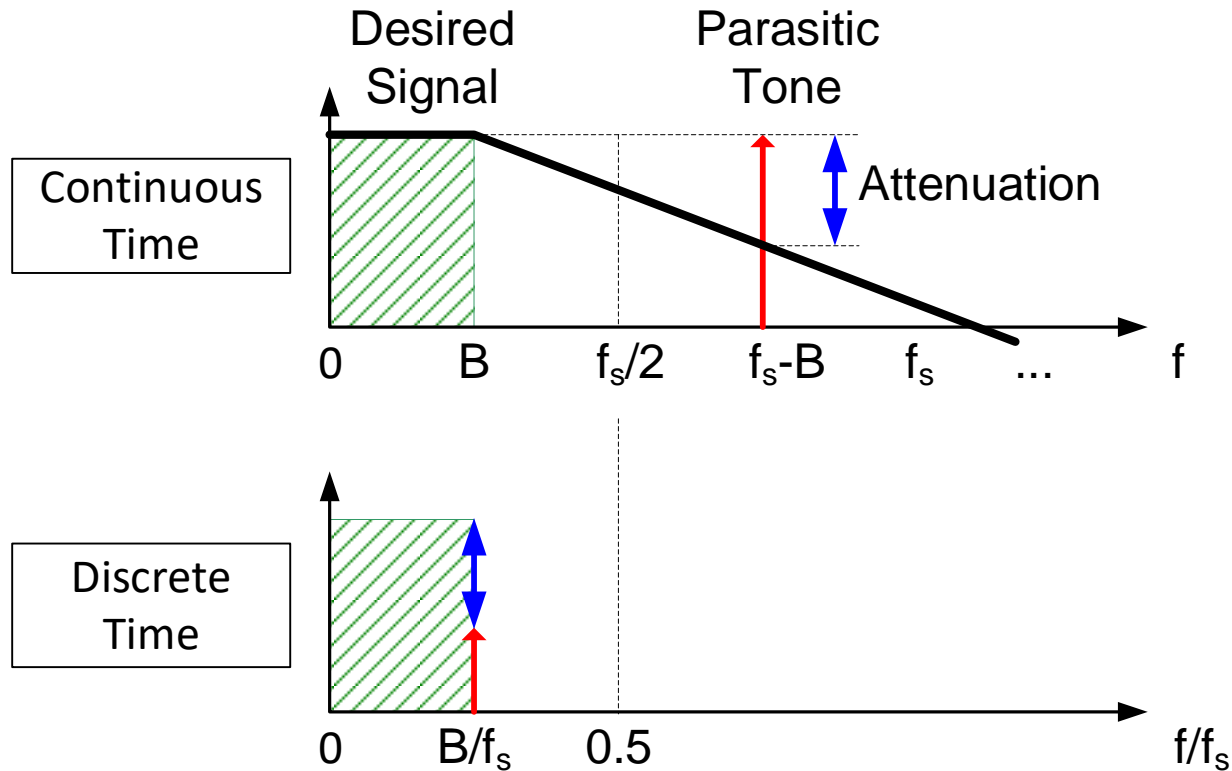 Desired
Signal
Parasitic
Tone
Continuous
Time
Attenuation
0 B fₛ/2 fₛ-B fₛ ... f
Discrete
Time
0 B/fₛ 0.5 f/fₛ